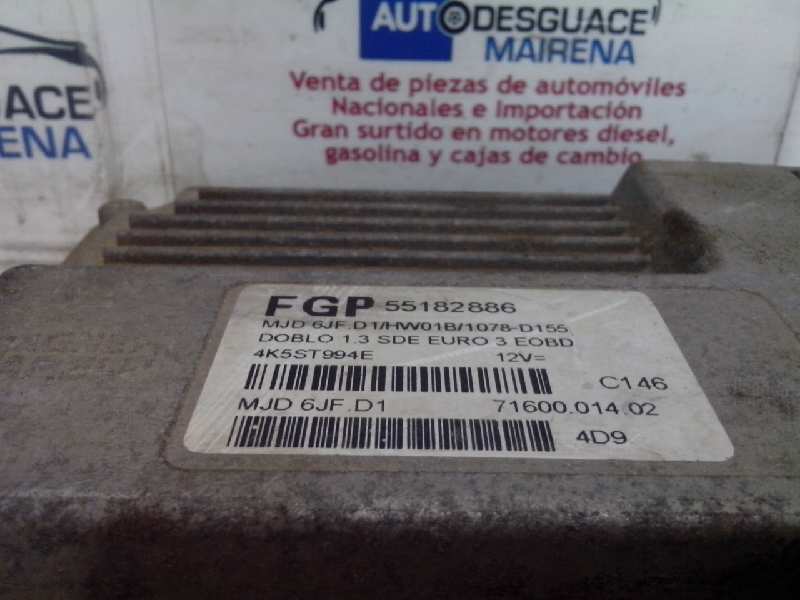 AUTODESGUACE
MAIRENA
Venta de piezas de automóviles
Nacionales e Importación
Gran surtido en motores diesel,
gasolina y cajas de cambio
GUACE
ENA
FGP 55182886
MJD 6JF.D1/HW01B/1078-D155
DOBLO 1.3 SDE EURO 3 EOBD
4K5ST994E 12V=
C146
MJD 6JF.D1 71600.014.02
4D9